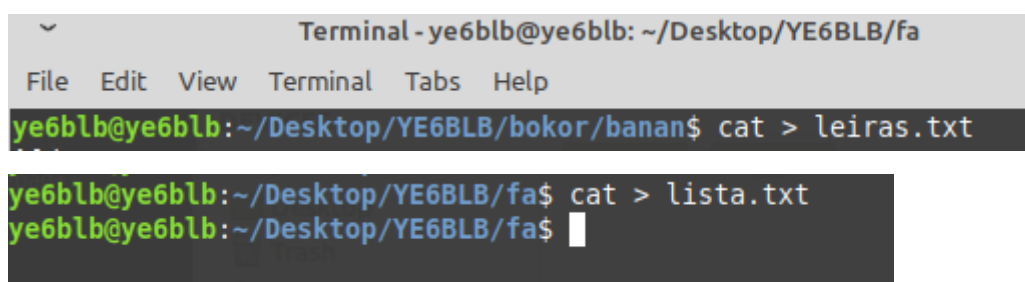 Terminal - ye6blb@ye6blb: ~/Desktop/YE6BLB/fa
File Edit View Terminal Tabs Help
ye6blb@ye6blb:~/Desktop/YE6BLB/bokor/banan$ cat > leiras.txt
ye6blb@ye6blb:~/Desktop/YE6BLB/fa$ cat > lista.txt
ye6blb@ye6blb:~/Desktop/YE6BLB/fa$
Trash